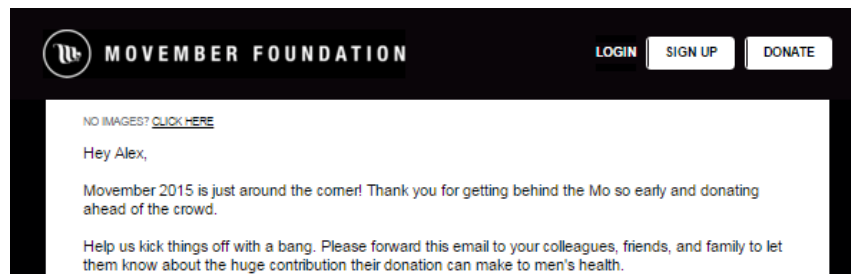 MOVEMBER FOUNDATION LOGIN SIGN UP DONATE
NO IMAGES? CLICK HERE
Hey Alex,
Movember 2015 is just around the corner! Thank you for getting behind the Mo so early and donating
ahead of the crowd.
Help us kick things off with a bang. Please forward this email to your colleagues, friends, and family to let
them know about the huge contribution their donation can make to men's health.